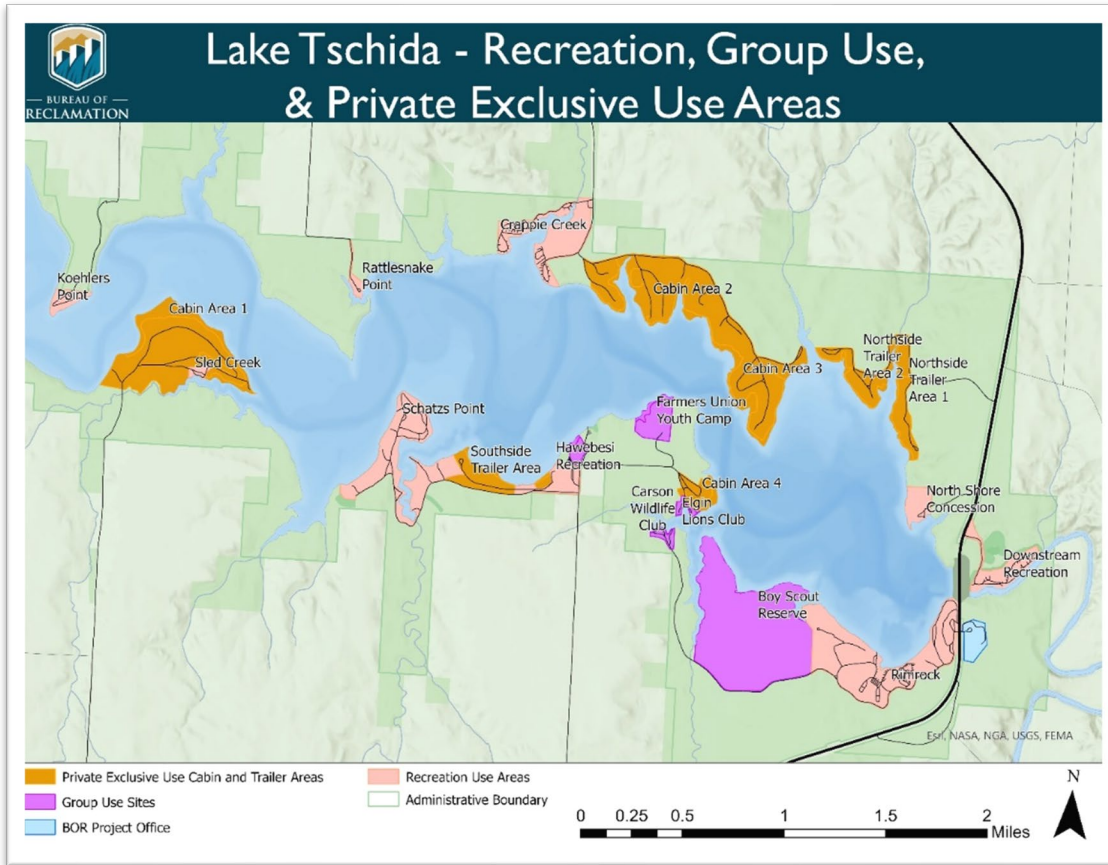 Lake Tschida - Recreation, Group Use,
& Private Exclusive Use Areas
BUREAU OF
RECLAMATION
Crappie Creek
Koehlers
Point
Rattlesnake
Point
Cabin Area 1
Cabin Area 2
Sled Creek
Cabin Area 3
Northside
Trailer
Area 2
Northside
Trailer
Area 1
Schatzs Point
Farmers Union
Youth Camp
Southside
Trailer Area
Hawebesi
Recreation
Cabin Area 4
Carson
Wildlife
Club
Elgin
Lions Club
North Shore
Concession
Downstream
Recreation
Boy Scout
Reserve
Rimrock
Esri, NASA, NGA, USGS, FEMA
Private Exclusive Use Cabin and Trailer Areas
Group Use Sites
BOR Project Office
Recreation Use Areas
Administrative Boundary
N
0 0.25 0.5 1 1.5 2
Miles